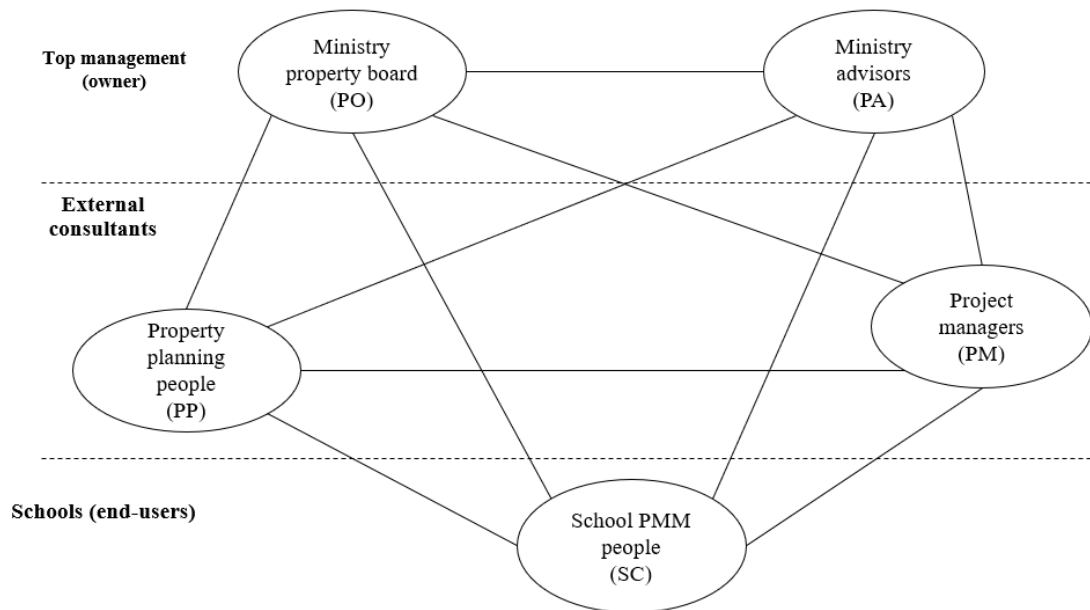 Top management
(owner)
Ministry
property board
(PO)
Ministry
advisors
(PA)
External
consultants
Property
planning
people
(PP)
Project
managers
(PM)
Schools (end-users)
School PMM
people
(SC)